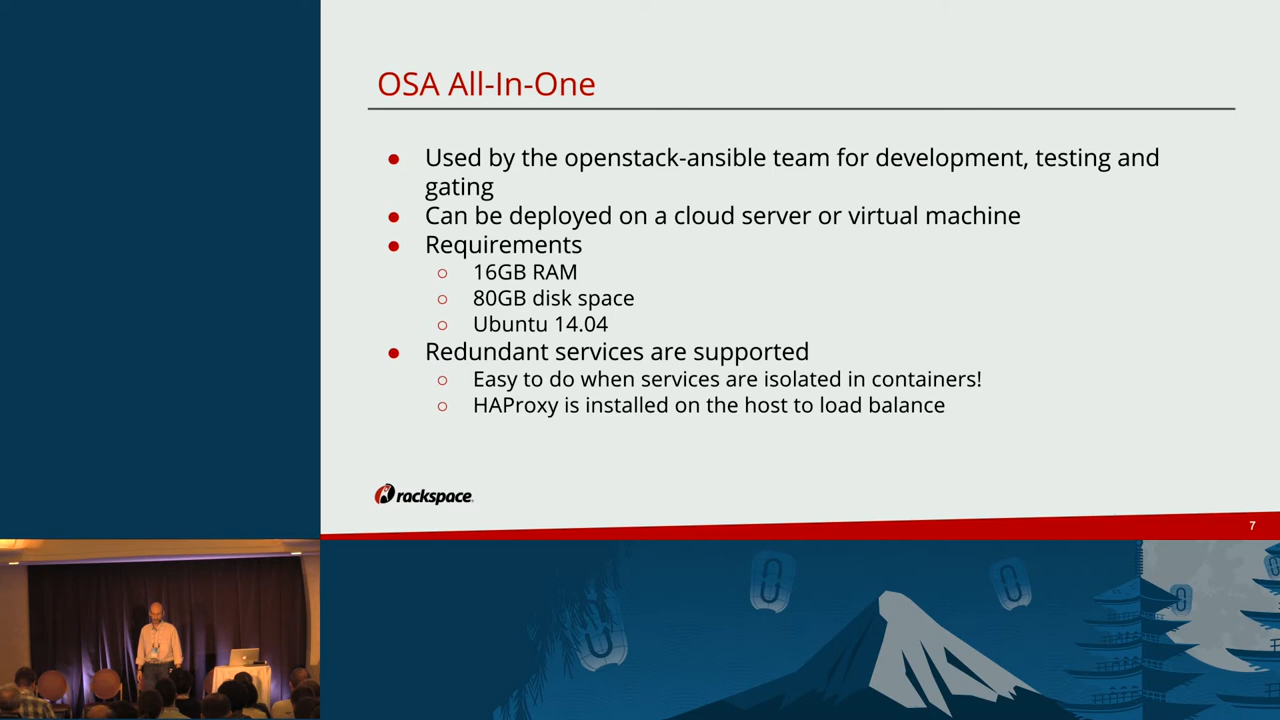 OSA All-In-One
● Used by the openstack-ansible team for development, testing and
gating
● Can be deployed on a cloud server or virtual machine
● Requirements
○ 16GB RAM
○ 80GB disk space
○ Ubuntu 14.04
● Redundant services are supported
○ Easy to do when services are isolated in containers!
○ HAProxy is installed on the host to load balance
rackspace.
7